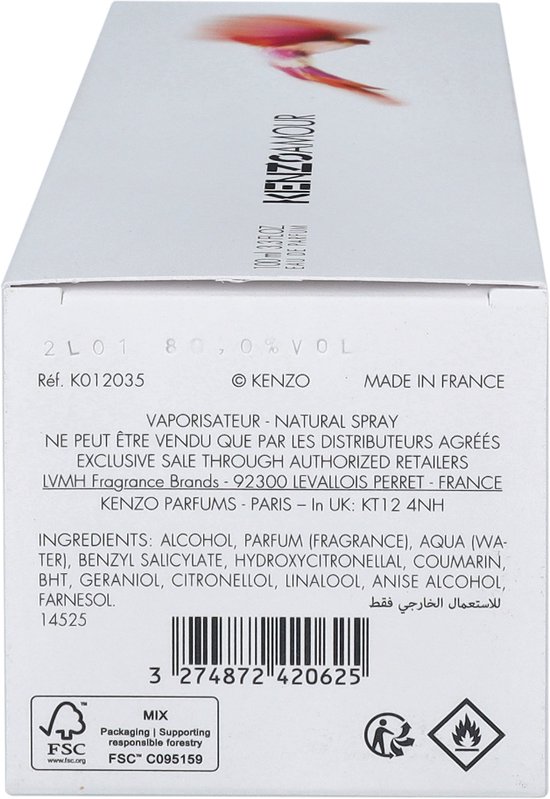 KENZOAMOUR
100 ml 3.3 FL.OZ
EAU DE PARFUM
2L01 80,0%VOL
Réf. K012035 © KENZO MADE IN FRANCE
VAPORISATEUR - NATURAL SPRAY
NE PEUT ÊTRE VENDU QUE PAR LES DISTRIBUTEURS AGRÉÉS
EXCLUSIVE SALE THROUGH AUTHORIZED RETAILERS
LVMH Fragrance Brands - 92300 LEVALLOIS PERRET - FRANCE
KENZO PARFUMS - PARIS – In UK: KT12 4NH
INGREDIENTS: ALCOHOL, PARFUM (FRAGRANCE), AQUA (WA-
TER), BENZYL SALICYLATE, HYDROXYCITRONELLAL, COUMARIN,
BHT, GERANIOL, CITRONELLOL, LINALOOL, ANISE ALCOHOL,
FARNESOL. للاستعمال الخارجي فقط
14525
3 274872 420625
FSC
www.fsc.org
MIX
Packaging | Supporting
responsible forestry
FSC™ C095159